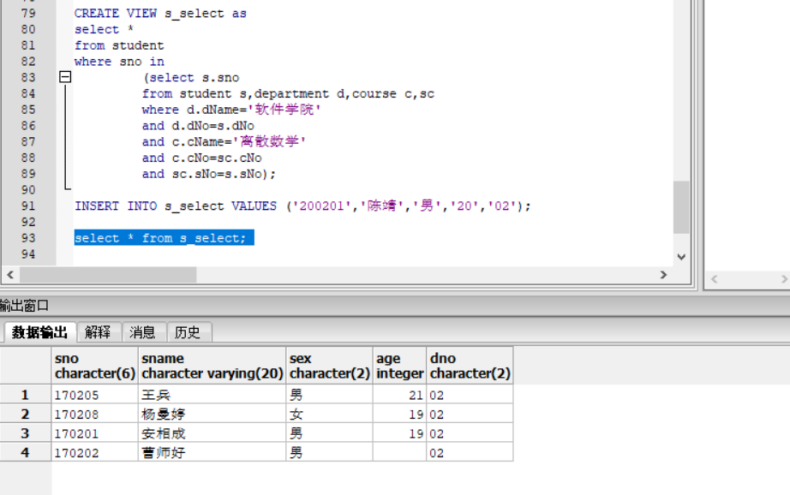 79 CREATE VIEW s_select as
80 select *
81 from student
82 where sno in
83 (select s.sno
84 from student s,department d,course c,sc
85 where d.dName='软件学院'
86 and d.dNo=s.dNo
87 and c.cName='离散数学'
88 and c.cNo=sc.cNo
89 and sc.sNo=s.sNo);
90
91 INSERT INTO s_select VALUES ('200201','陈靖','男','20','02');
92
93 select * from s_select;
94
输出窗口
数据输出 解释 消息 历史
sno sname sex age dno
character(6) character varying(20) character(2) integer character(2)
1 170205 王兵 男 21 02
2 170208 杨曼婷 女 19 02
3 170201 安相成 男 19 02
4 170202 曹师好 男 02